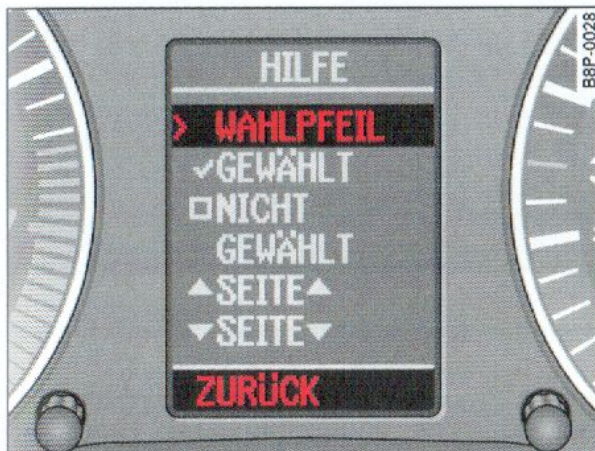 HILFE
> WAHLPFEIL
✓GEWÄHLT
□NICHT
GEWÄHLT
▲SEITE▲
▼SEITE▼
ZURÜCK
B8P-0028